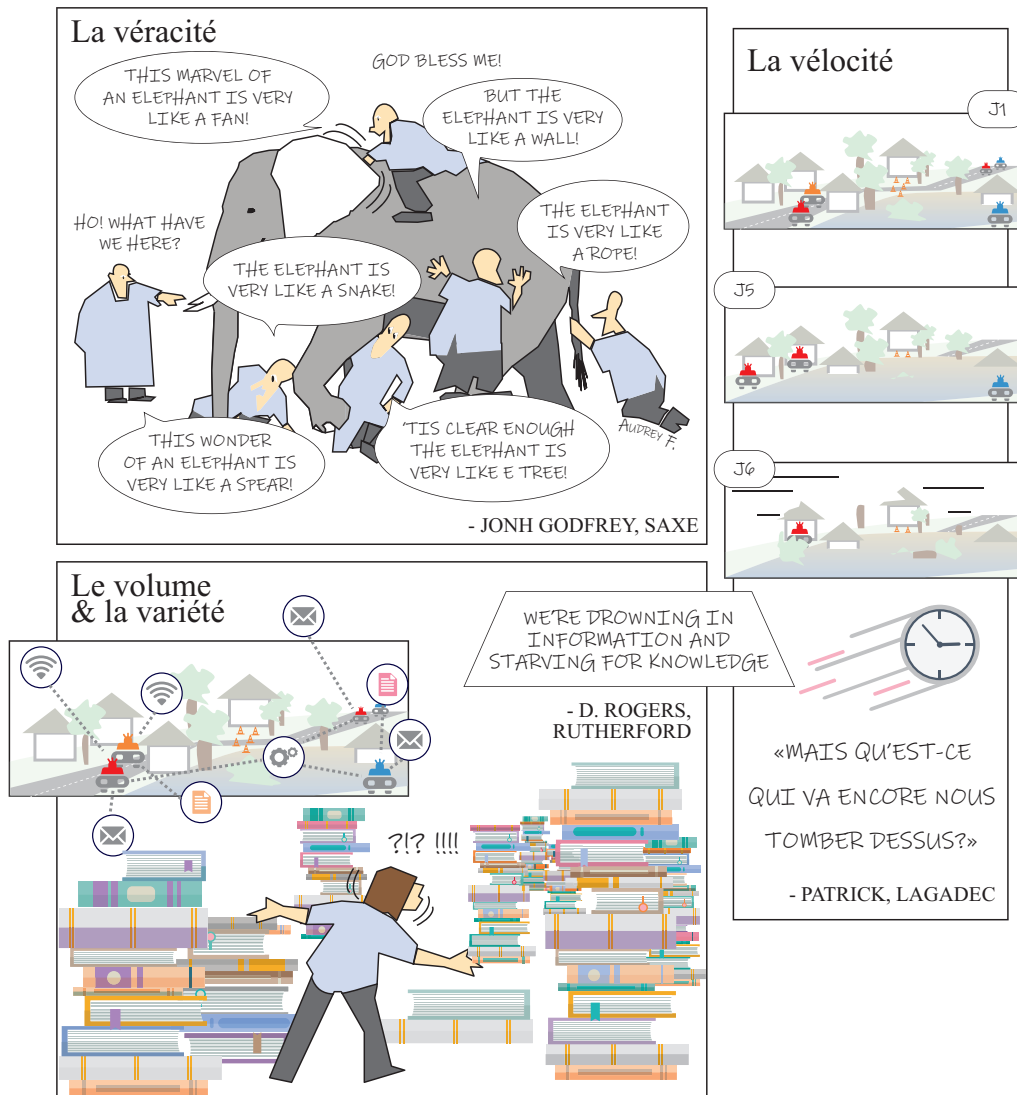 La véracité
THIS MARVEL OF
AN ELEPHANT IS VERY
LIKE A FAN!
GOD BLESS ME!
BUT THE
ELEPHANT IS VERY
LIKE A WALL!
HO! WHAT HAVE
WE HERE?
THE ELEPHANT IS
VERY LIKE A SNAKE!
THE ELEPHANT
IS VERY LIKE
A ROPE!
THIS WONDER
OF AN ELEPHANT IS
VERY LIKE A SPEAR!
'TIS CLEAR ENOUGH
THE ELEPHANT IS
VERY LIKE E TREE!
AUDREY F.
- JONH GODFREY, SAXE
La vélocité
J1
J5
J6
«MAIS QU'EST-CE
QUI VA ENCORE NOUS
TOMBER DESSUS?»
- PATRICK, LAGADEC
Le volume
& la variété
WE'RE DROWNING IN
INFORMATION AND
STARVING FOR KNOWLEDGE
- D. ROGERS,
RUTHERFORD
?!? !!!!